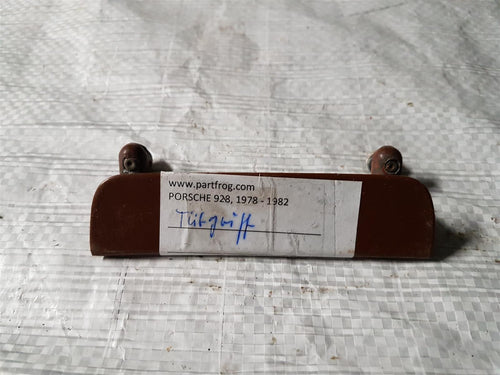 www.partfrog.com
PORSCHE 928, 1978 - 1982
Türgriff